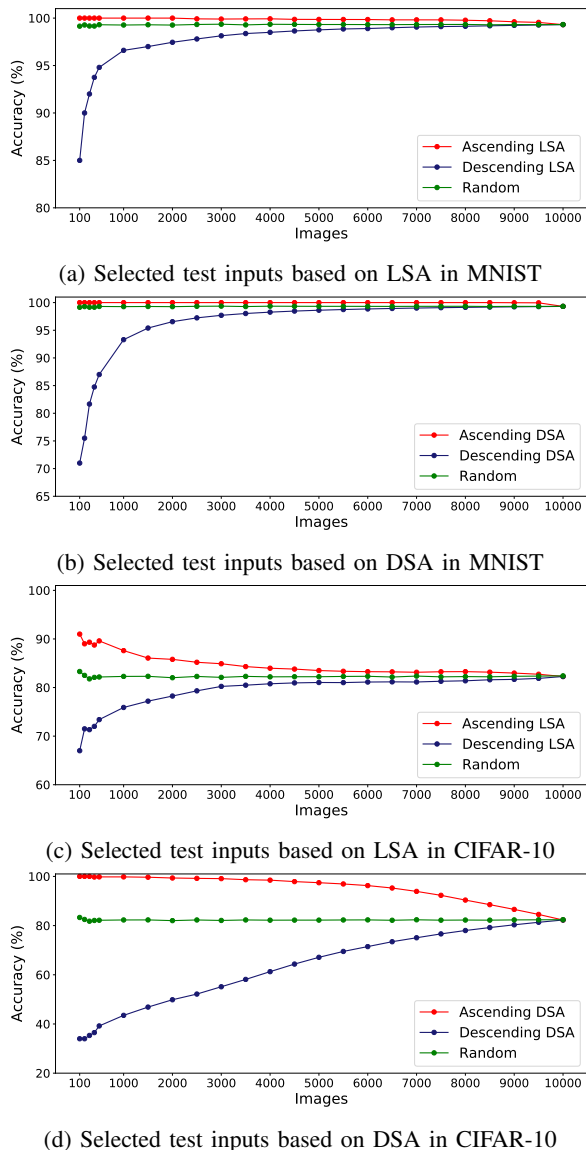 100
95
90
85
80
Accuracy (%)
Ascending LSA
Descending LSA
Random
100 1000 2000 3000 4000 5000 6000 7000 8000 9000 10000
Images
(a) Selected test inputs based on LSA in MNIST
100
95
90
85
80
75
70
65
Accuracy (%)
Ascending DSA
Descending DSA
Random
100 1000 2000 3000 4000 5000 6000 7000 8000 9000 10000
Images
(b) Selected test inputs based on DSA in MNIST
100
90
80
70
60
Accuracy (%)
Ascending LSA
Descending LSA
Random
100 1000 2000 3000 4000 5000 6000 7000 8000 9000 10000
Images
(c) Selected test inputs based on LSA in CIFAR-10
100
80
60
40
20
Accuracy (%)
Ascending DSA
Descending DSA
Random
100 1000 2000 3000 4000 5000 6000 7000 8000 9000 10000
Images
(d) Selected test inputs based on DSA in CIFAR-10